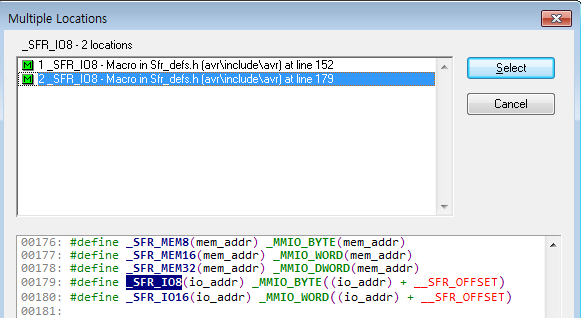 Multiple Locations
_SFR_IO8 - 2 locations
M 1 _SFR_IO8 - Macro in Sfr_defs.h (avr\include\avr) at line 152
M 2 _SFR_IO8 - Macro in Sfr_defs.h (avr\include\avr) at line 179
Select
Cancel
00176: #define _SFR_MEM8(mem_addr) _MMIO_BYTE(mem_addr)
00177: #define _SFR_MEM16(mem_addr) _MMIO_WORD(mem_addr)
00178: #define _SFR_MEM32(mem_addr) _MMIO_DWORD(mem_addr)
00179: #define _SFR_IO8(io_addr) _MMIO_BYTE((io_addr) + __SFR_OFFSET)
00180: #define _SFR_IO16(io_addr) _MMIO_WORD((io_addr) + __SFR_OFFSET)
00181: